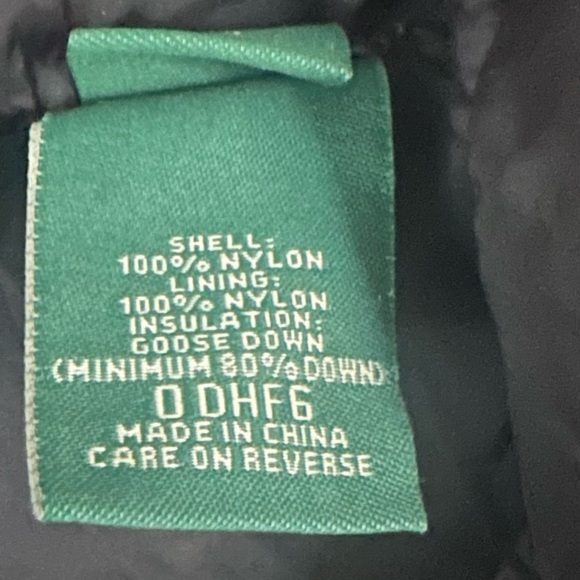 SHELL:
100% NYLON
LINING:
100% NYLON
INSULATION:
GOOSE DOWN
(MINIMUM 80% DOWN)
0 DHF6
MADE IN CHINA
CARE ON REVERSE